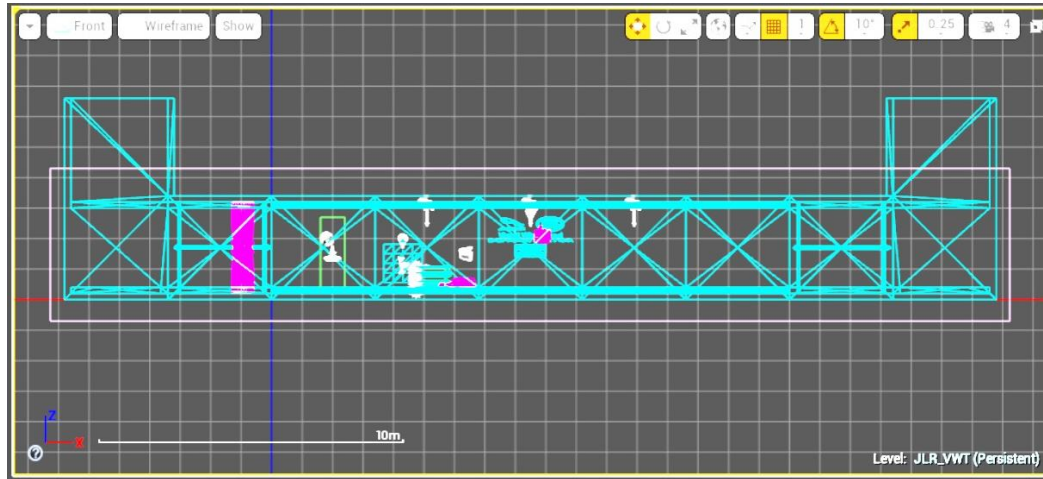 Front Wireframe Show 1 10° 0.25 4
Z
X
10m
?
Level: JLR_VWT (Persistent)